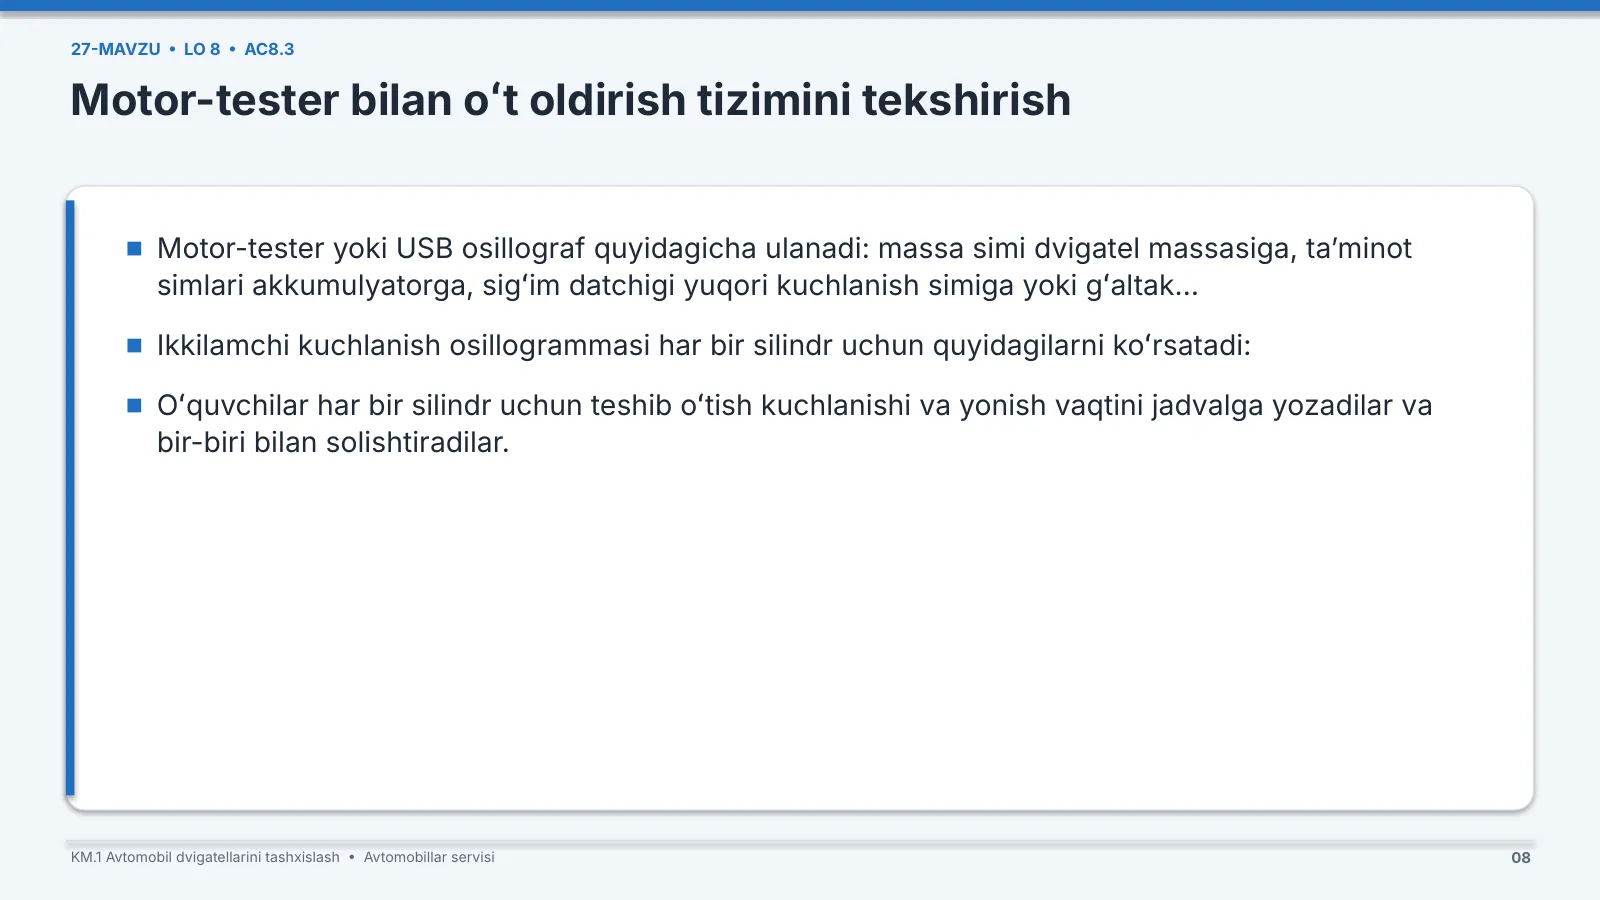 27-MAVZU • LO 8 • AC8.3
Motor-tester bilan oʻt oldirish tizimini tekshirish
Motor-tester yoki USB osillograf quyidagicha ulanadi: massa simi dvigatel massasiga, taʼminot
simlari akkumulyatorga, sigʻim datchigi yuqori kuchlanish simiga yoki gʻaltak...
Ikkilamchi kuchlanish osillogrammasi har bir silindr uchun quyidagilarni koʻrsatadi:
Oʻquvchilar har bir silindr uchun teshib oʻtish kuchlanishi va yonish vaqtini jadvalga yozadilar va
bir-biri bilan solishtiradilar.
KM.1 Avtomobil dvigatellarini tashxislash • Avtomobillar servisi
08